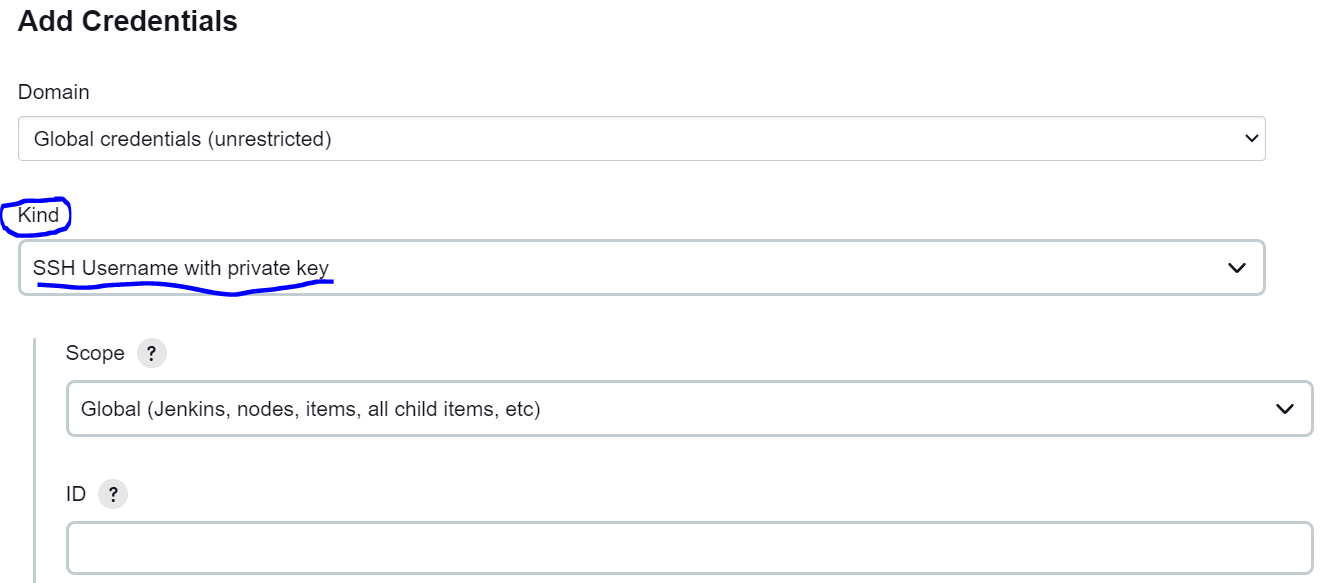 Add Credentials
Domain
Global credentials (unrestricted)
Kind
SSH Username with private key
Scope ?
Global (Jenkins, nodes, items, all child items, etc)
ID ?